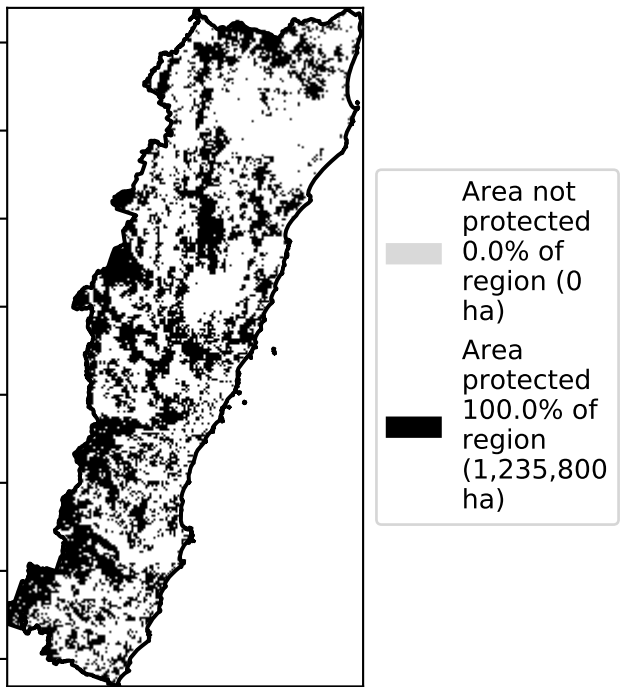 Area not
protected
0.0% of
region (0
ha)
Area
protected
100.0% of
region
(1,235,800
ha)